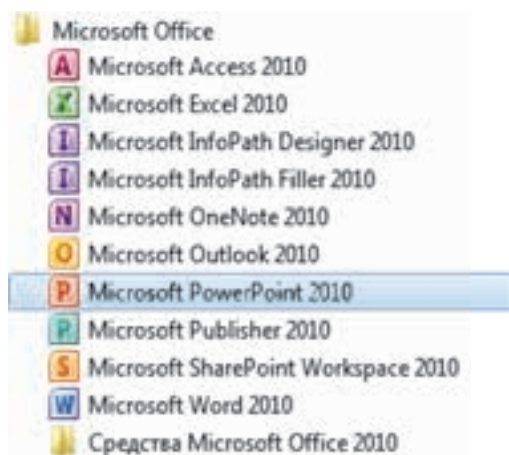 Microsoft Office
Microsoft Access 2010
Microsoft Excel 2010
Microsoft InfoPath Designer 2010
Microsoft InfoPath Filler 2010
Microsoft OneNote 2010
Microsoft Outlook 2010
Microsoft PowerPoint 2010
Microsoft Publisher 2010
Microsoft SharePoint Workspace 2010
Microsoft Word 2010
Средства Microsoft Office 2010